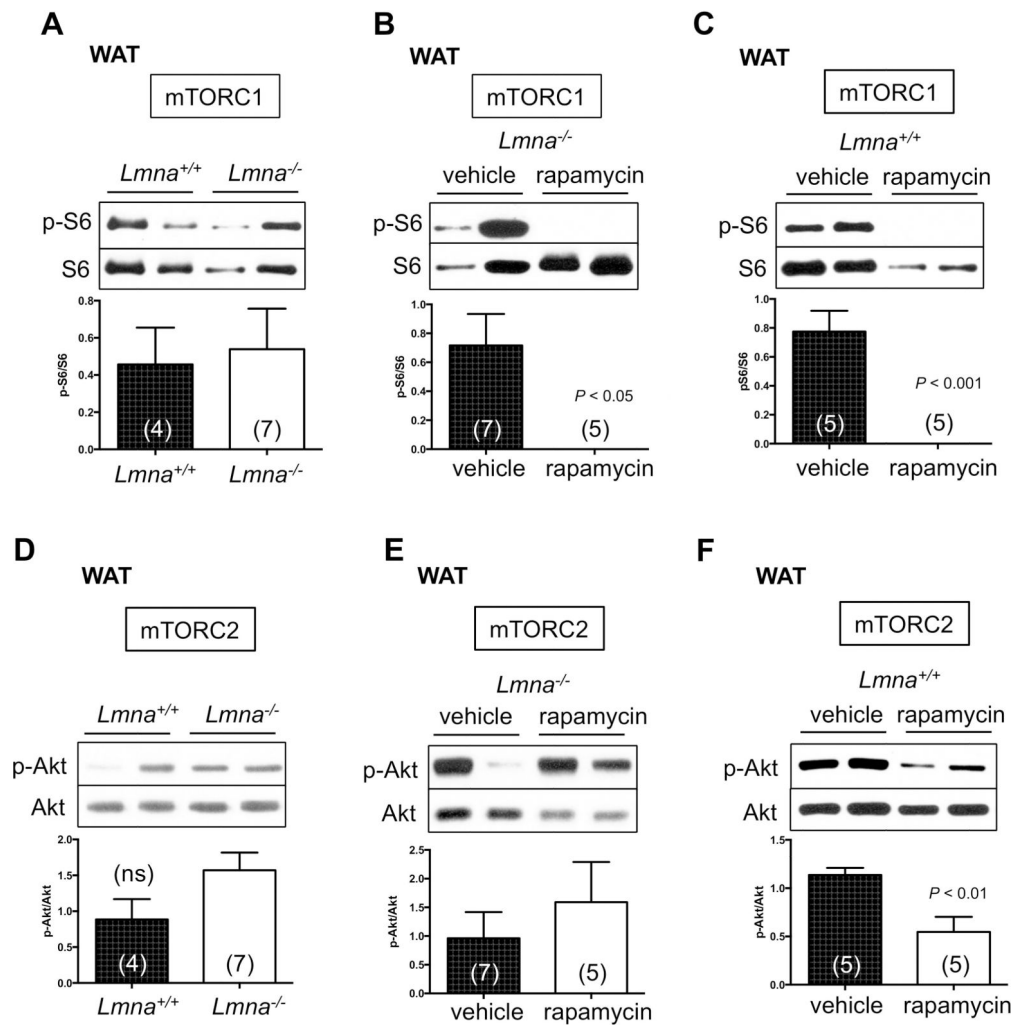 A
WAT
mTORC1
Lmna+/+ Lmna-/-
p-S6
S6
p-S6/S6
0.8
0.6
0.4
0.2
0.0
(4) (7)
Lmna+/+ Lmna-/-
B
WAT
mTORC1
Lmna-/-
vehicle rapamycin
p-S6
S6
p-S6/S6
1.0
0.8
0.6
0.4
0.2
0.0
P < 0.05
(7) (5)
vehicle rapamycin
C
WAT
mTORC1
Lmna+/+
vehicle rapamycin
p-S6
S6
pS6/S6
1.0
0.8
0.6
0.4
0.2
0.0
P < 0.001
(5) (5)
vehicle rapamycin
D
WAT
mTORC2
Lmna+/+ Lmna-/-
p-Akt
Akt
p-Akt/Akt
2.0
1.5
1.0
0.5
0.0
(ns)
(4) (7)
Lmna+/+ Lmna-/-
E
WAT
mTORC2
Lmna-/-
vehicle rapamycin
p-Akt
Akt
p-Akt/Akt
2.5
2.0
1.5
1.0
0.5
0.0
(7) (5)
vehicle rapamycin
F
WAT
mTORC2
Lmna+/+
vehicle rapamycin
p-Akt
Akt
p-Akt/Akt
1.5
1.0
0.5
0.0
P < 0.01
(5) (5)
vehicle rapamycin